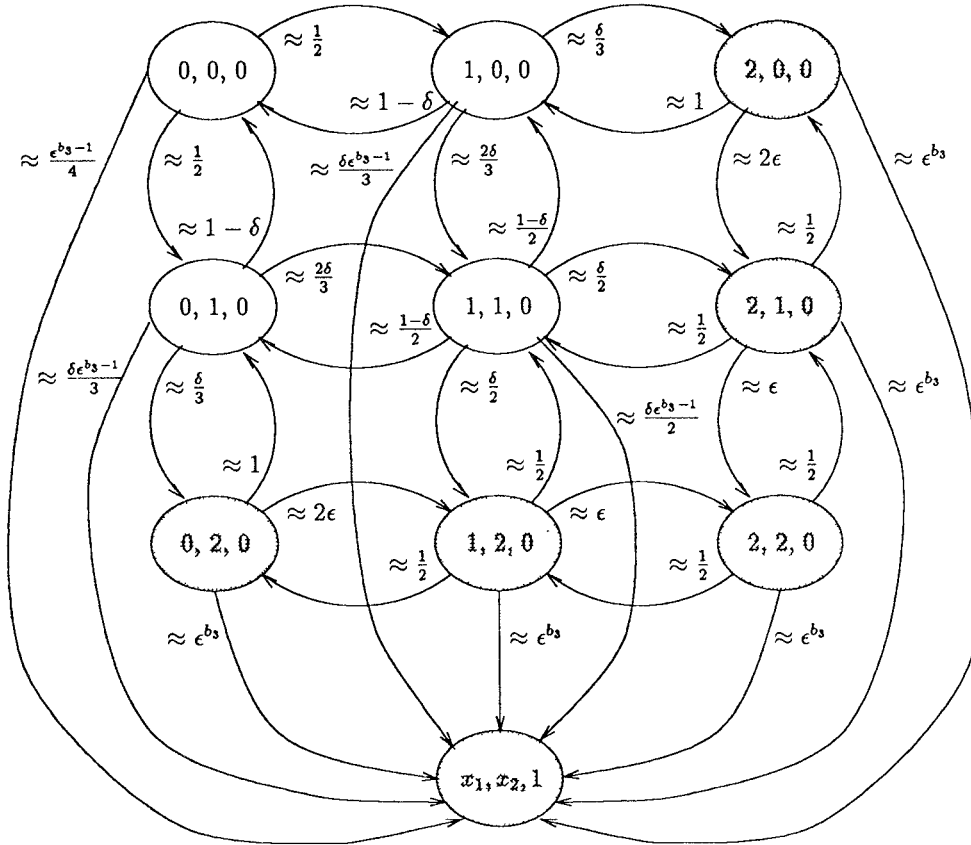 ≈ 1/2
≈ δ/3
0, 0, 0
1, 0, 0
2, 0, 0
≈ 1 − δ
≈ 1
≈ ϵ^{b₃−1}/4
≈ 1/2
≈ δϵ^{b₃−1}/3
≈ 2δ/3
≈ 2ϵ
≈ ϵ^{b₃}
≈ 1 − δ
≈ (1−δ)/2
≈ 1/2
≈ 2δ/3
≈ δ/2
0, 1, 0
1, 1, 0
2, 1, 0
≈ (1−δ)/2
≈ 1/2
≈ δϵ^{b₃−1}/3
≈ δ/3
≈ δ/2
≈ δϵ^{b₃−1}/2
≈ ϵ
≈ ϵ^{b₃}
≈ 1
≈ 1/2
≈ 1/2
≈ 2ϵ
≈ ϵ
0, 2, 0
1, 2, 0
2, 2, 0
≈ 1/2
≈ 1/2
≈ ϵ^{b₃}
≈ ϵ^{b₃}
≈ ϵ^{b₃}
x₁, x₂, 1